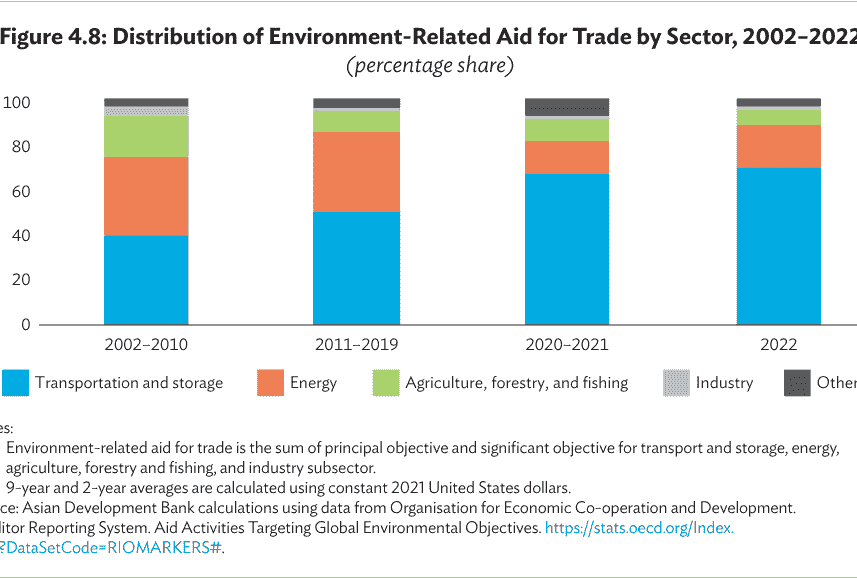 Figure 4.8: Distribution of Environment-Related Aid for Trade by Sector, 2002–2022
(percentage share)
100
80
60
40
20
0
2002–2010 2011–2019 2020–2021 2022
Transportation and storage Energy Agriculture, forestry, and fishing Industry Other
es:
Environment-related aid for trade is the sum of principal objective and significant objective for transport and storage, energy,
agriculture, forestry and fishing, and industry subsector.
9-year and 2-year averages are calculated using constant 2021 United States dollars.
ce: Asian Development Bank calculations using data from Organisation for Economic Co-operation and Development.
ditor Reporting System. Aid Activities Targeting Global Environmental Objectives. https://stats.oecd.org/Index.
?DataSetCode=RIOMARKERS#.